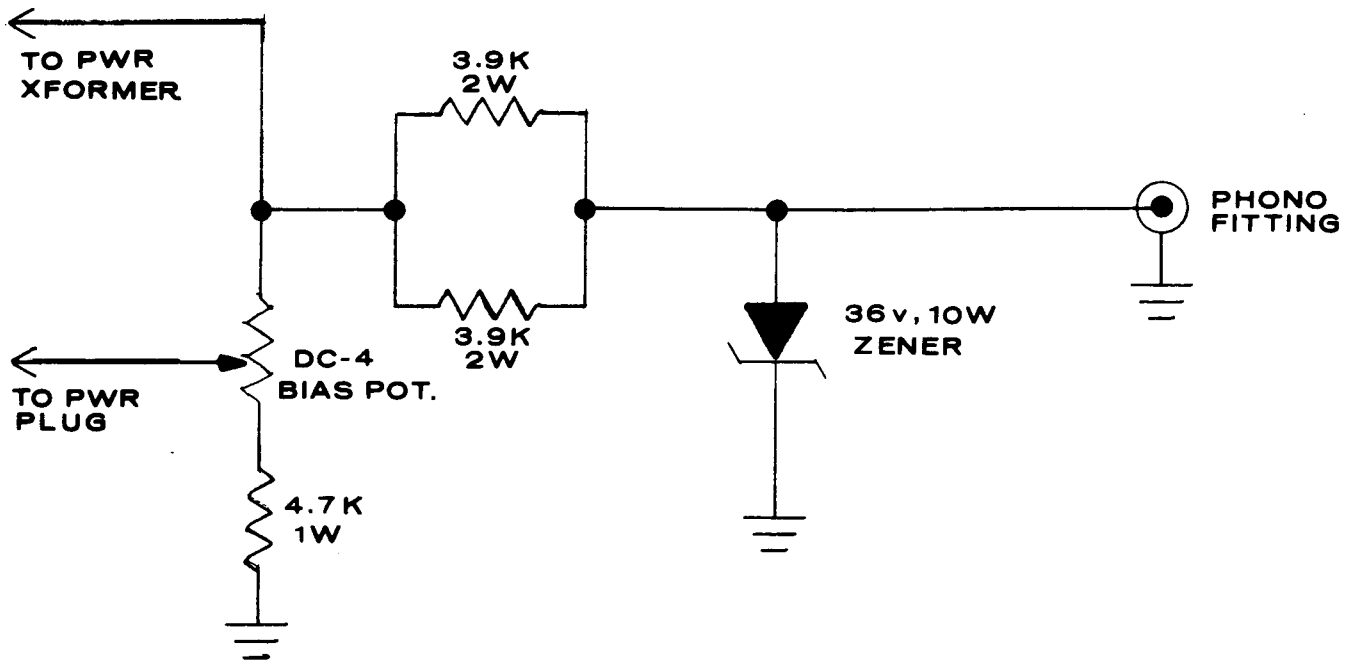 TO PWR
XFORMER
3.9K
2W
3.9K
2W
PHONO
FITTING
36v, 10W
ZENER
DC-4
BIAS POT.
TO PWR
PLUG
4.7K
1W